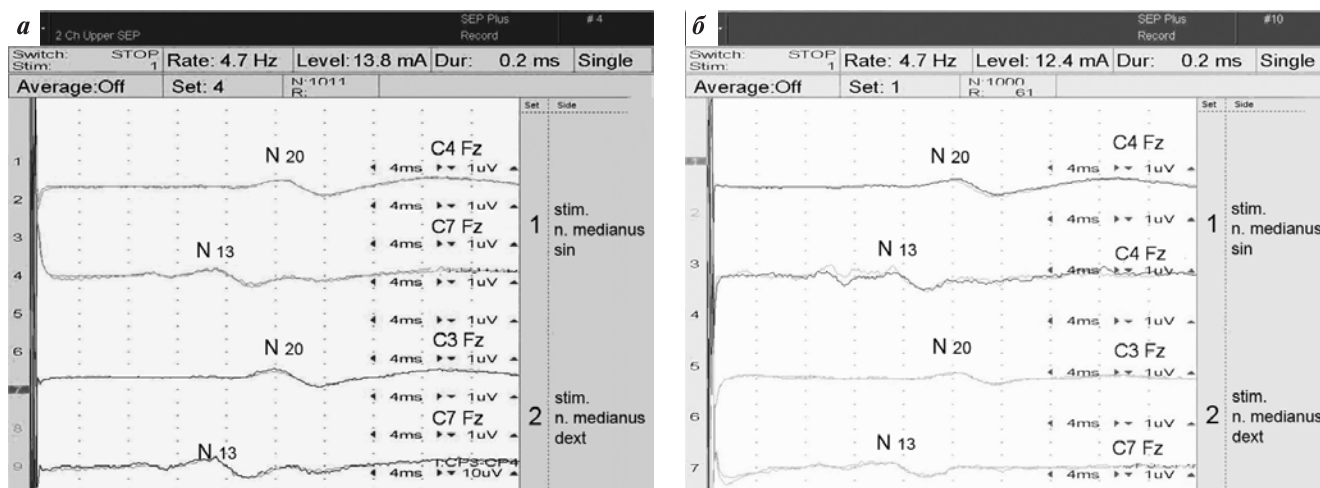 а
SEP Plus
# 4
2 Ch Upper SEP
Record
Switch: STOP
Stim: 1
Rate: 4.7 Hz
Level: 13.8 mA
Dur: 0.2 ms
Single
Average:Off
Set: 4
N:1011
R:
Set
Side
N 20
C4 Fz
1
4ms
1uV
2
4ms
1uV
1
stim.
n. medianus
sin
C7 Fz
3
4ms
1uV
N 13
4
4ms
1uV
5
4ms
1uV
N 20
C3 Fz
6
4ms
1uV
7
4ms
1uV
2
stim.
n. medianus
dext
C7 Fz
8
4ms
1uV
N 13
1:CP3-CP4
9
4ms
10uV
б
SEP Plus
#10
Record
Switch: STOP
Stim: 1
Rate: 4.7 Hz
Level: 12.4 mA
Dur: 0.2 ms
Single
Average:Off
Set: 1
N:1000
R: 61
Set
Side
N 20
C4 Fz
1
4ms
1uV
2
4ms
1uV
1
stim.
n. medianus
sin
N 13
C4 Fz
3
4ms
1uV
4
4ms
1uV
N 20
C3 Fz
5
4ms
1uV
6
4ms
1uV
2
stim.
n. medianus
dext
N 13
C7 Fz
7
4ms
1uV